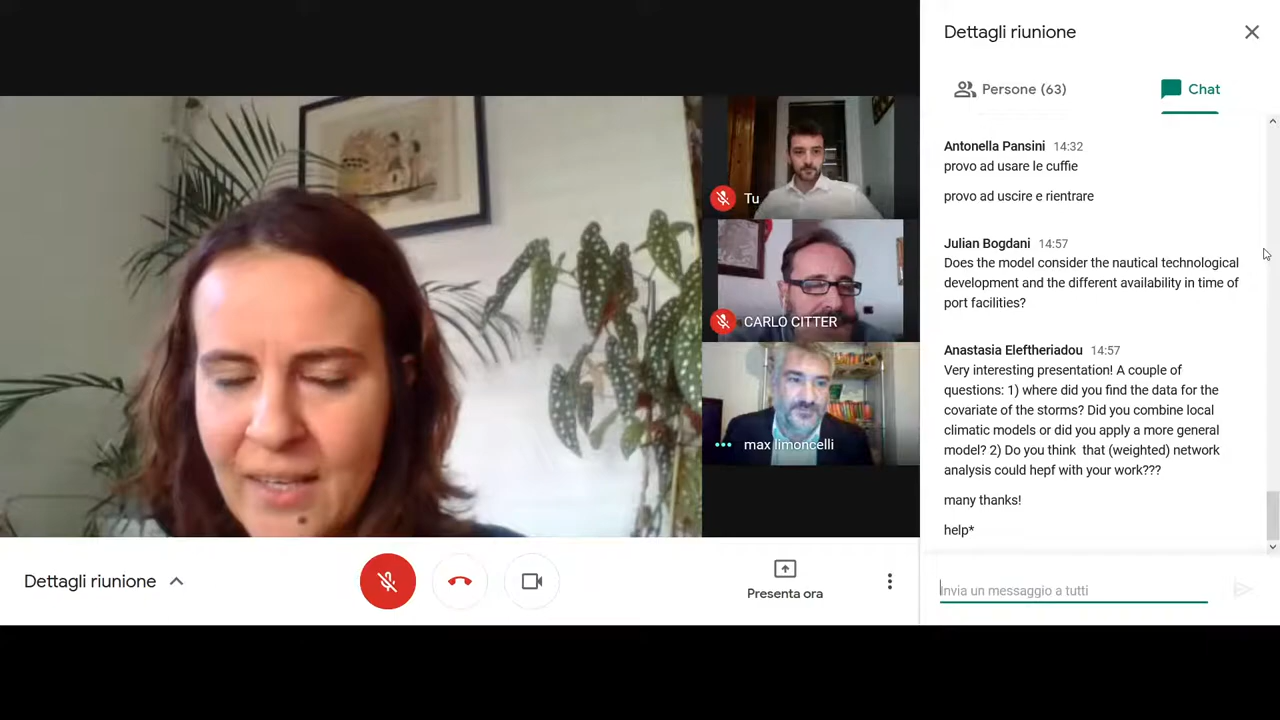 Dettagli riunione
Persone (63)
Chat
Antonella Pansini 14:32
provo ad usare le cuffie
provo ad uscire e rientrare
Julian Bogdani 14:57
Does the model consider the nautical technological
development and the different availability in time of
port facilities?
Anastasia Eleftheriadou 14:57
Very interesting presentation! A couple of
questions: 1) where did you find the data for the
covariate of the storms? Did you combine local
climatic models or did you apply a more general
model? 2) Do you think that (weighted) network
analysis could hepf with your work???
many thanks!
help*
Invia un messaggio a tutti
Tu
CARLO CITTER
max limoncelli
Dettagli riunione
Presenta ora